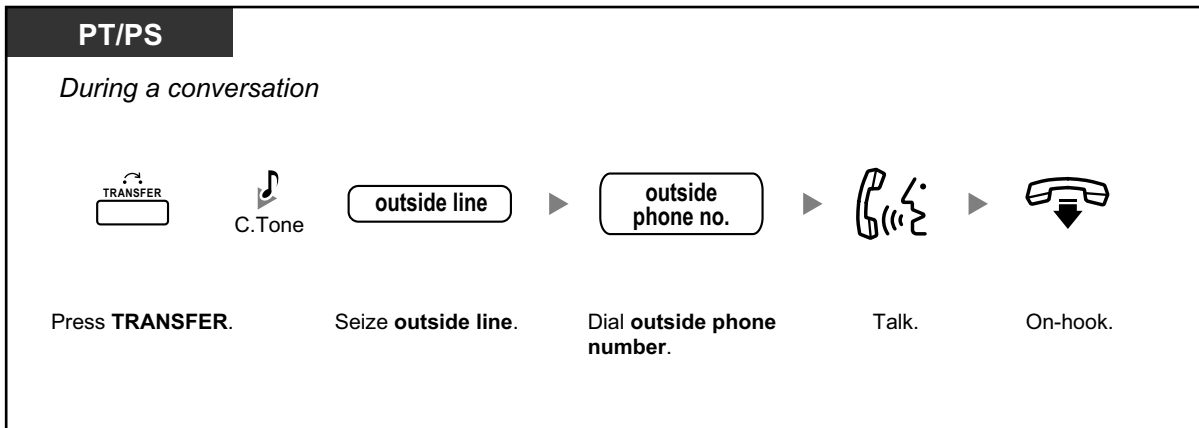 PT/PS
During a conversation
TRANSFER
C.Tone
outside line
outside
phone no.
Press TRANSFER.
Seize outside line.
Dial outside phone
number.
Talk.
On-hook.